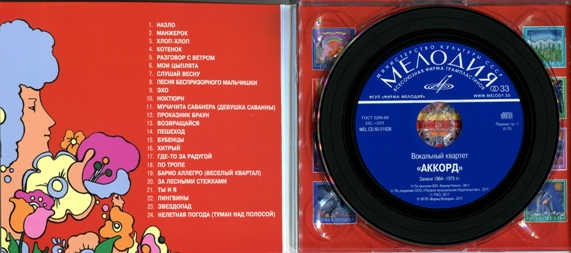 1. НАЗЛО
2. МАНЖЕРОК
3. ХЛОП-ХЛОП
4. КОТЕНОК
5. РАЗГОВОР С ВЕТРОМ
6. МОИ ЦЫПЛЯТА
7. СЛУШАЙ ВЕСНУ
8. ПЕСНЯ БЕСПРИЗОРНОГО МАЛЬЧИШКИ
9. ЭХО
10. НОКТЮРН
11. МУЧАЧИТА САВАНЕРА (ДЕВУШКА САВАННЫ)
12. ПРОКАЗНИК БРАУН
13. ВОЗВРАЩАЙСЯ
14. ПЕШЕХОД
15. БУБЕНЦЫ
16. ХИТРЫЙ
17. ГДЕ-ТО ЗА РАДУГОЙ
18. ПО ТРОПЕ
19. БАРИО АЛЛЕГРО (ВЕСЕЛЫЙ КВАРТАЛ)
20. ЗА ЛЕСНЫМИ СТЕЖКАМИ
21. ТЫ И Я
22. ПИНГВИНЫ
23. ЗВЕЗДОПАД
24. НЕЛЕТНАЯ ПОГОДА (ТУМАН НАД ПОЛОСОЙ)
МИНИСТЕРСТВО КУЛЬТУРЫ СССР
МЕЛОДИЯ
ВСЕСОЮЗНАЯ ФИРМА ГРАМПЛАСТИНОК
33
ФГУП «ФИРМА МЕЛОДИЯ»
WWW.MELODY.SU
MEL CD 60 01836
Вокальный квартет
«АККОРД»
Записи 1964–1975 гг.